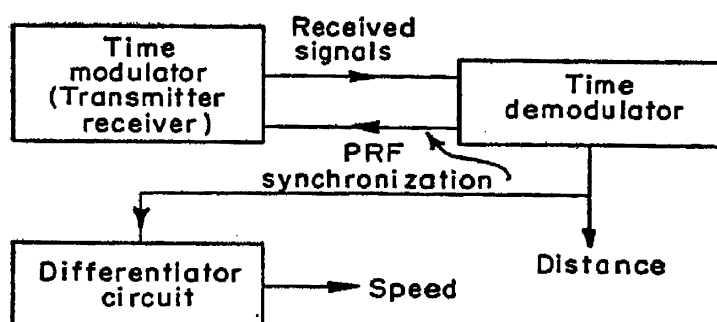 Time
modulator
(Transmitter
receiver)
Received
signals
Time
demodulator
PRF
synchronization
Distance
Differentiator
circuit
Speed